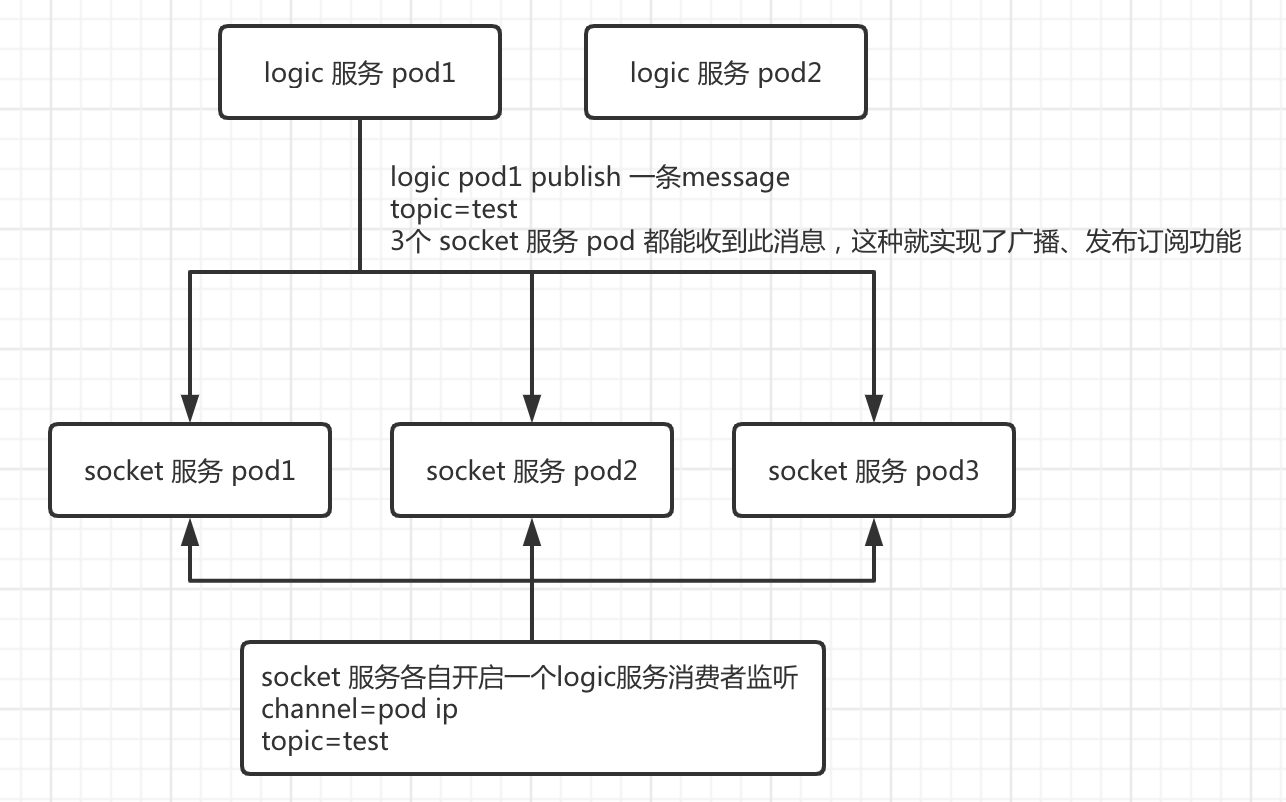 logic 服务 pod1
logic 服务 pod2
logic pod1 publish 一条message
topic=test
3个 socket 服务 pod 都能收到此消息，这种就实现了广播、发布订阅功能
socket 服务 pod1
socket 服务 pod2
socket 服务 pod3
socket 服务各自开启一个logic服务消费者监听
channel=pod ip
topic=test